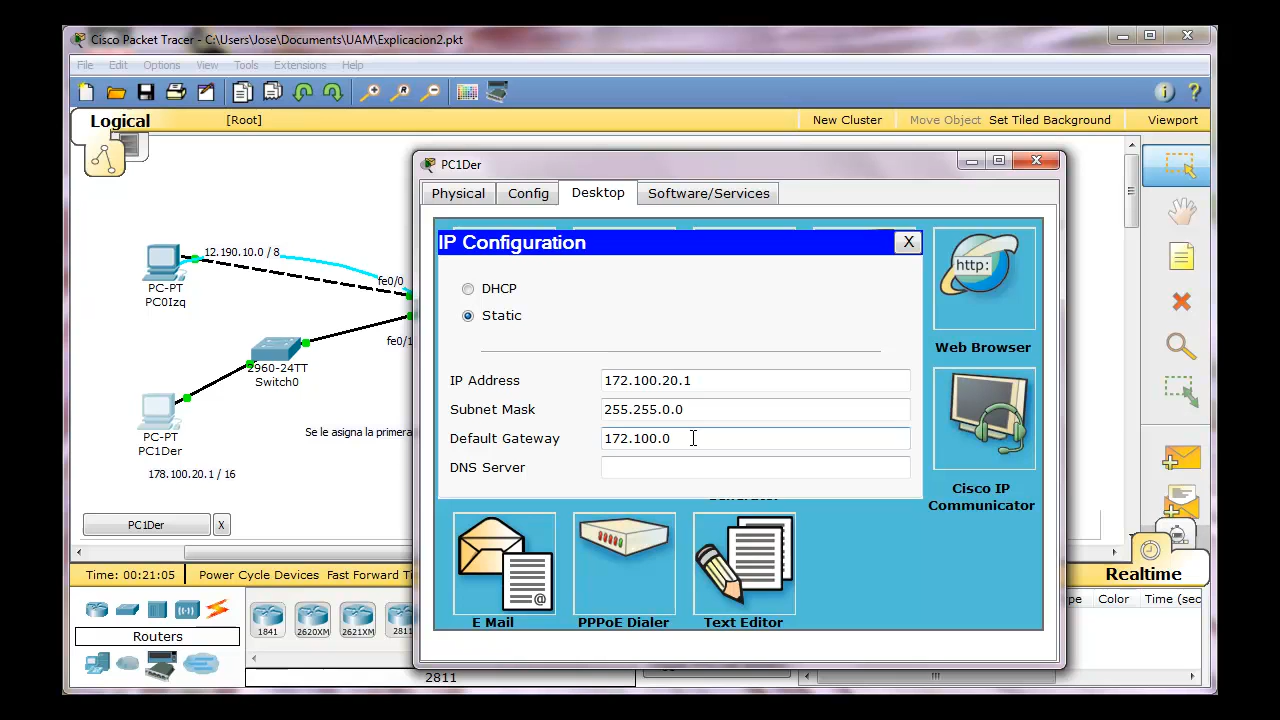 Cisco Packet Tracer - C:\Users\Jose\Documents\UAM\Explicacion2.pkt
File Edit Options View Tools Extensions Help
Logical [Root] New Cluster Move Object Set Tiled Background Viewport
PC1Der
Physical Config Desktop Software/Services
IP Configuration X
DHCP
Static
IP Address 172.100.20.1
Subnet Mask 255.255.0.0
Default Gateway 172.100.0
DNS Server
http:
Web Browser
Cisco IP
Communicator
E Mail PPPoE Dialer Text Editor
12.190.10.0 / 8
fe0/0
PC-PT
PC0Izq
fe0/1
2960-24TT
Switch0
PC-PT
PC1Der
Se le asigna la primera
178.100.20.1 / 16
PC1Der X
Time: 00:21:05 Power Cycle Devices Fast Forward Realtime
Routers
1841 2620XM 2621XM 2811
2811
Color Time (sec